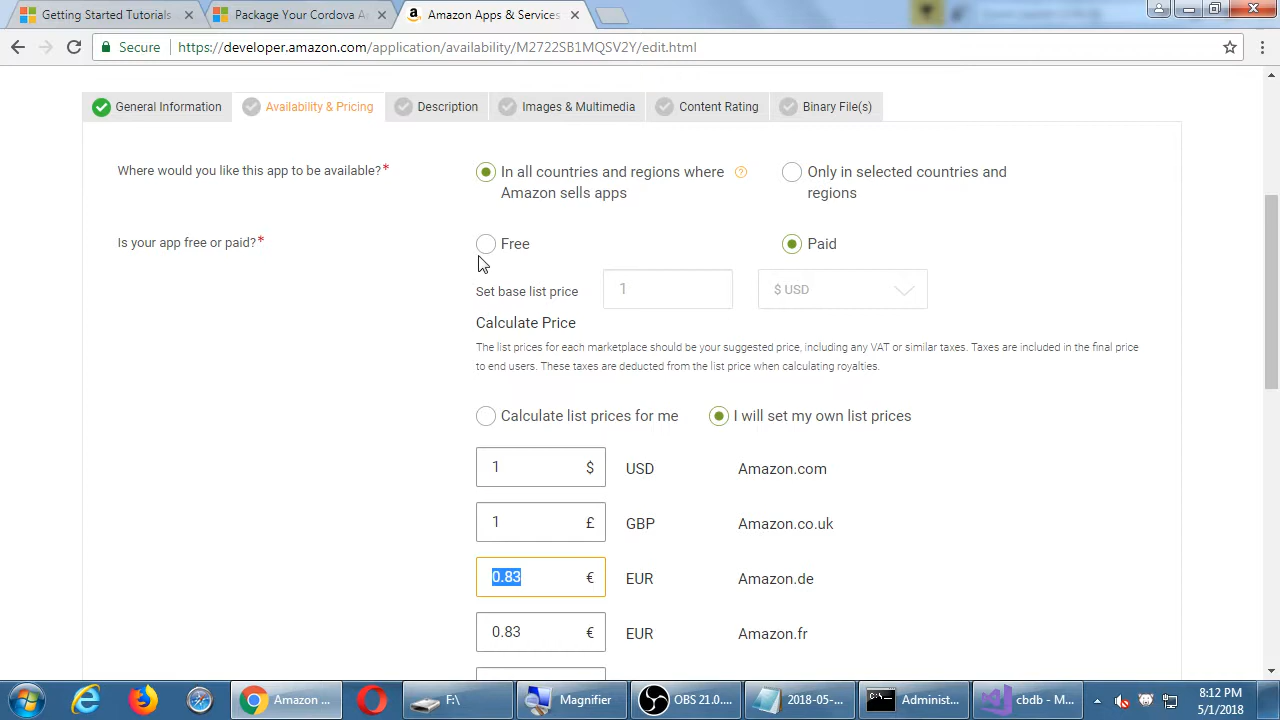 Getting Started Tutorials
Package Your Cordova A
Amazon Apps & Services
Secure
https://developer.amazon.com/application/availability/M2722SB1MQSV2Y/edit.html
General Information
Availability & Pricing
Description
Images & Multimedia
Content Rating
Binary File(s)
Where would you like this app to be available?*
In all countries and regions where
Amazon sells apps
?
Only in selected countries and
regions
Is your app free or paid?*
Free
Paid
Set base list price
1
$ USD
Calculate Price
The list prices for each marketplace should be your suggested price, including any VAT or similar taxes. Taxes are included in the final price
to end users. These taxes are deducted from the list price when calculating royalties.
Calculate list prices for me
I will set my own list prices
1 $ USD Amazon.com
1 £ GBP Amazon.co.uk
0.83 € EUR Amazon.de
0.83 € EUR Amazon.fr
Amazon ...
F:\
Magnifier
OBS 21.0....
2018-05-...
Administ...
cbdb - M...
8:12 PM
5/1/2018